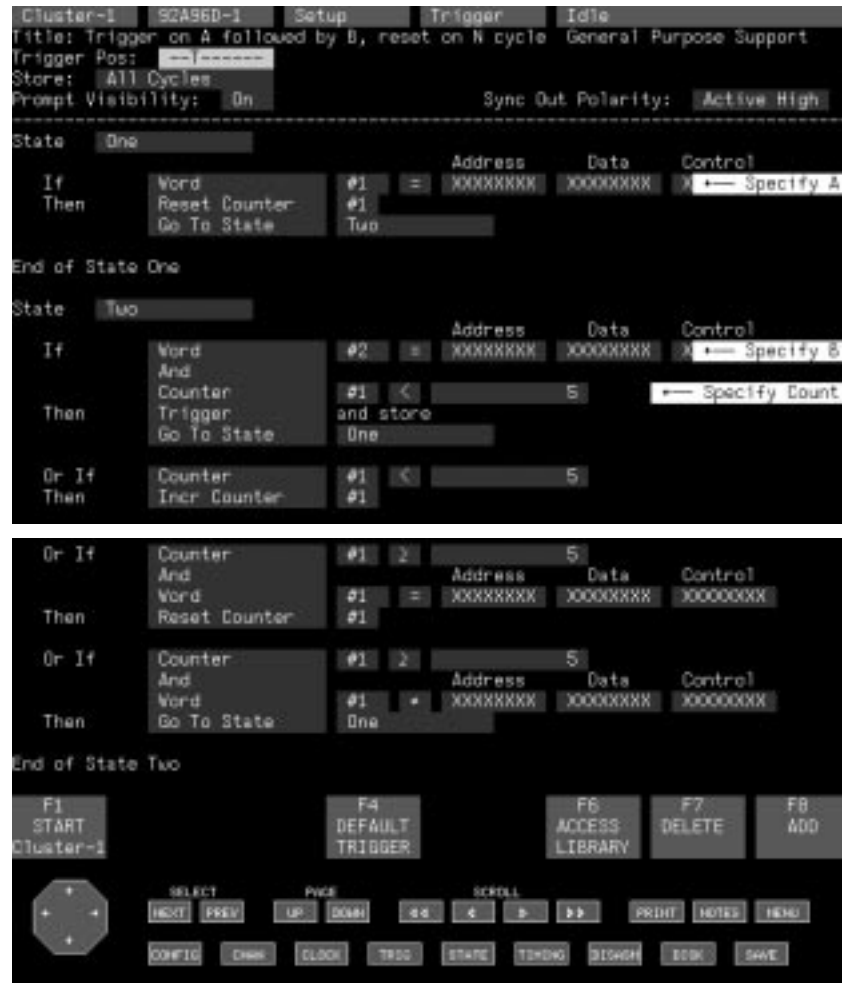 Cluster-1 92A96D-1 Setup Trigger Idle
Title: Trigger on A followed by B, reset on N cycle General Purpose Support
Trigger Pos: --T------
Store: All Cycles
Prompt Visibility: On Sync Out Polarity: Active High
State One
Address Data Control
If Word #1 = XXXXXXXX XXXXXXXX X ←— Specify A
Then Reset Counter #1
Go To State Two
End of State One
State Two
Address Data Control
If Word #2 = XXXXXXXX XXXXXXXX X ←— Specify B
And
Counter #1 < 5 ←— Specify Count
Then Trigger and store
Go To State One
Or If Counter #1 < 5
Then Incr Counter #1
Or If Counter #1 ≥ 5
And Address Data Control
Word #1 = XXXXXXXX XXXXXXXX XXXXXXXX
Then Reset Counter #1
Or If Counter #1 ≥ 5
And Address Data Control
Word #1 ≠ XXXXXXXX XXXXXXXX XXXXXXXX
Then Go To State One
End of State Two
F1 F4 F6 F7 F8
START DEFAULT ACCESS DELETE ADD
Cluster-1 TRIGGER LIBRARY
SELECT PAGE SCROLL
NEXT PREV UP DOWN PRINT NOTES MENU
CONFIG CHAN CLOCK TRIG STATE TIMING DISASM DISK SAVE